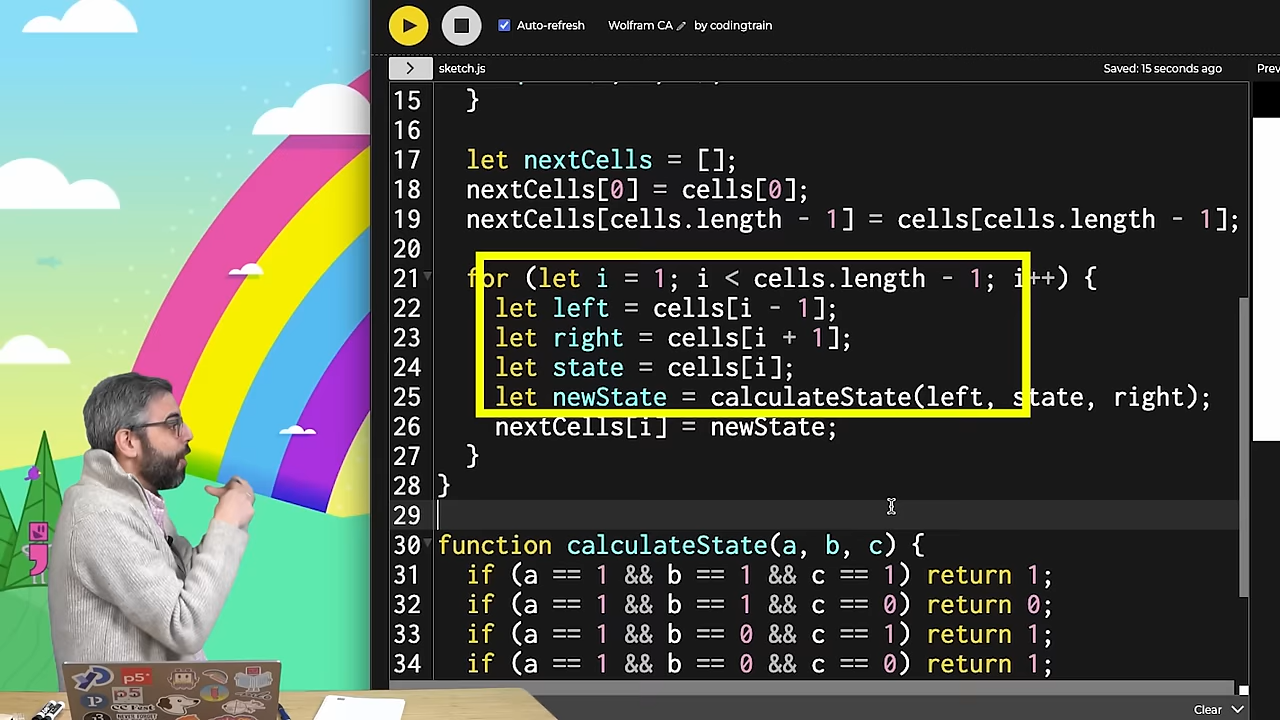 Auto-refresh Wolfram CA by codingtrain
> sketch.js Saved: 15 seconds ago Prev
15 }
16
17 let nextCells = [];
18 nextCells[0] = cells[0];
19 nextCells[cells.length - 1] = cells[cells.length - 1];
20
21 for (let i = 1; i < cells.length - 1; i++) {
22 let left = cells[i - 1];
23 let right = cells[i + 1];
24 let state = cells[i];
25 let newState = calculateState(left, state, right);
26 nextCells[i] = newState;
27 }
28 }
29
30 function calculateState(a, b, c) {
31 if (a == 1 && b == 1 && c == 1) return 1;
32 if (a == 1 && b == 1 && c == 0) return 0;
33 if (a == 1 && b == 0 && c == 1) return 1;
34 if (a == 1 && b == 0 && c == 0) return 1;
Clear
p5*